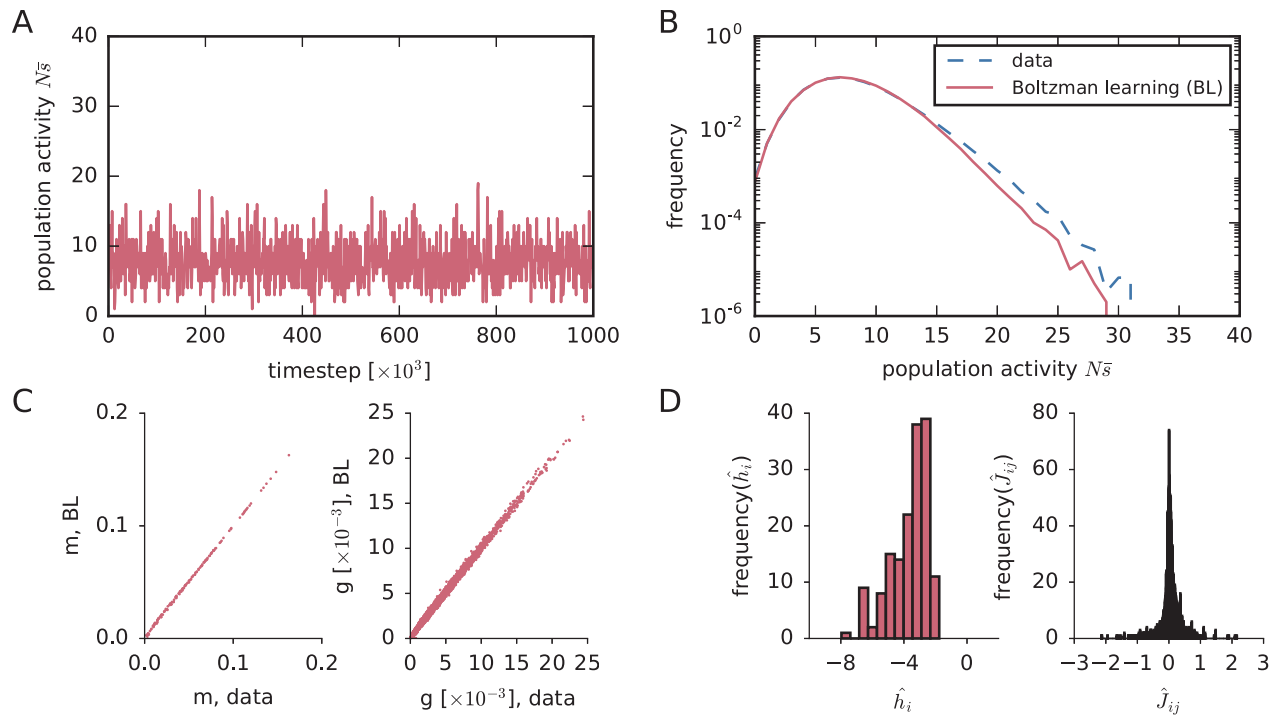 A
population activity Ns̄
40
30
20
10
0
0 200 400 600 800 1000
timestep [×10³]
B
frequency
10⁰
10⁻²
10⁻⁴
10⁻⁶
data
Boltzman learning (BL)
0 5 10 15 20 25 30 35 40
population activity Ns̄
C
m, BL
0.2
0.1
0.0
0.0 0.1 0.2
m, data
g [×10⁻³], BL
25
20
15
10
5
0
0 5 10 15 20 25
g [×10⁻³], data
D
frequency(ĥᵢ)
40
30
20
10
0
−8 −4 0
ĥᵢ
frequency(Ĵᵢⱼ)
80
60
40
20
0
−3 −2 −1 0 1 2 3
Ĵᵢⱼ